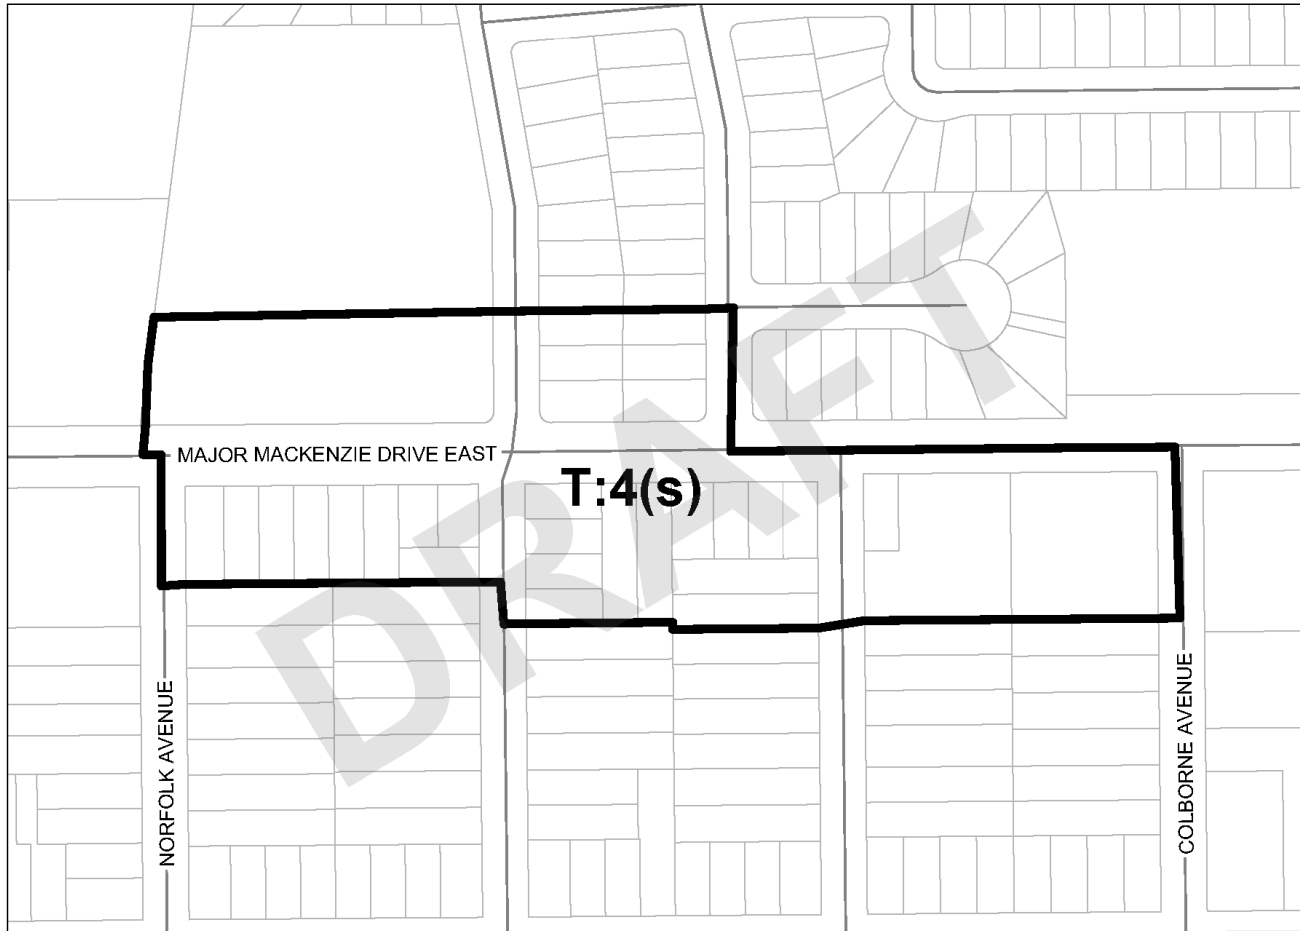 MAJOR MACKENZIE DRIVE EAST
T:4(s)
DRAFT
NORFOLK AVENUE
COLBORNE AVENUE